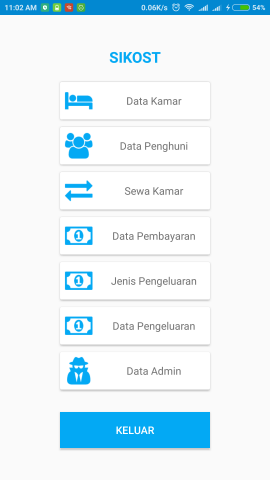 11:02 AM 0.06K/s 54%
SIKOST
Data Kamar
Data Penghuni
Sewa Kamar
1 Data Pembayaran
1 Jenis Pengeluaran
1 Data Pengeluaran
Data Admin
KELUAR